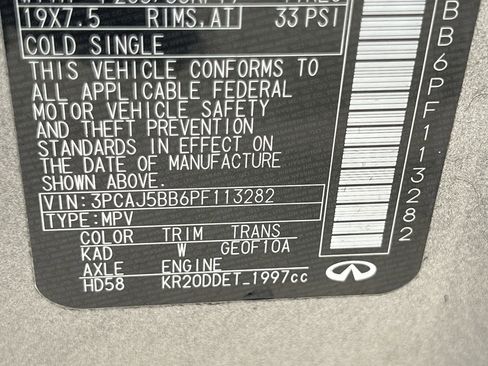 19X7.5 RIMS,AT 33 PSI
COLD SINGLE
THIS VEHICLE CONFORMS TO
ALL APPLICABLE FEDERAL
MOTOR VEHICLE SAFETY
AND THEFT PREVENTION
STANDARDS IN EFFECT ON
THE DATE OF MANUFACTURE
SHOWN ABOVE.
VIN: 3PCAJ5BB6PF113282
TYPE: MPV
COLOR TRIM TRANS
KAD W GE0F10A
AXLE ENGINE
HD58 KR20DDET_1997cc
BB6PF113282